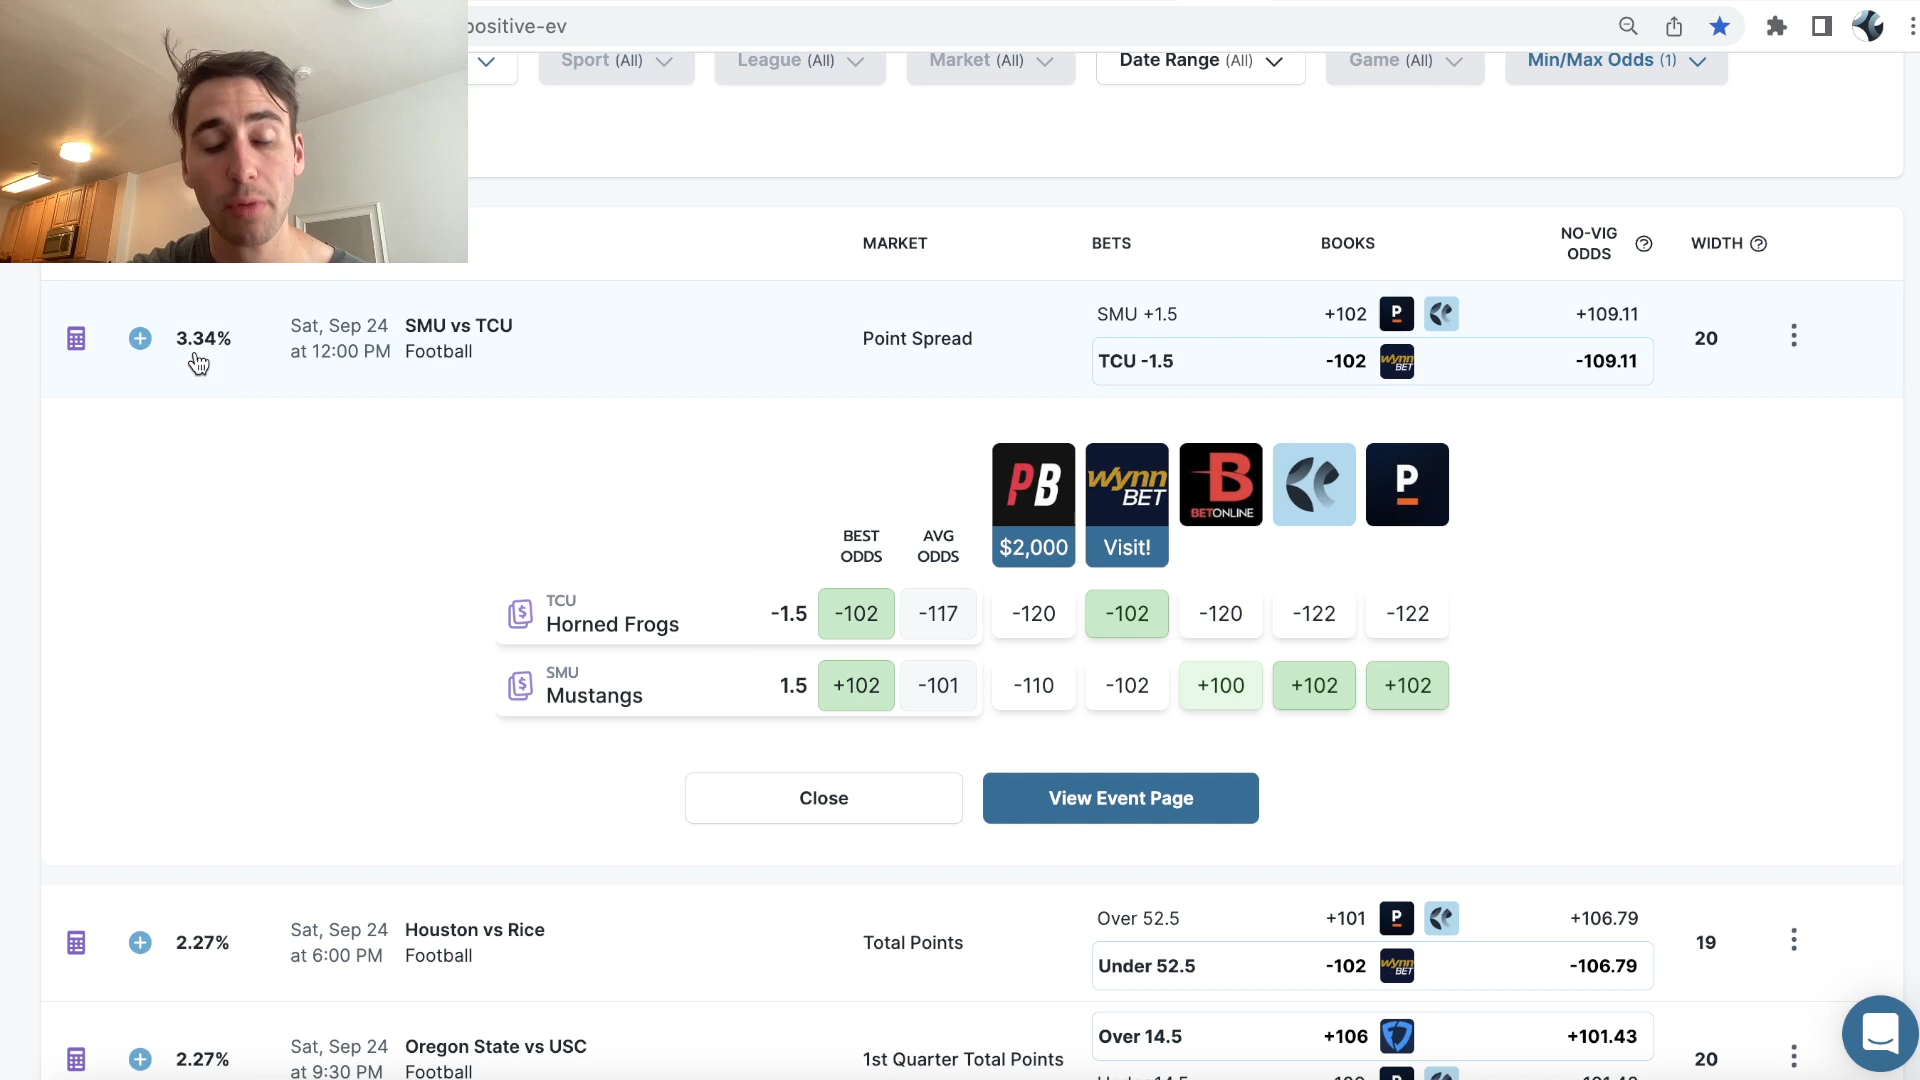 positive-ev
Sport (All)
League (All)
Market (All)
Date Range (All)
Game (All)
Min/Max Odds (1)
MARKET
BETS
BOOKS
NO-VIG
ODDS
WIDTH
3.34%
Sat, Sep 24
at 12:00 PM
SMU vs TCU
Football
Point Spread
SMU +1.5
+102
P
+109.11
TCU -1.5
-102
wynn
BET
-109.11
20
PB
$2,000
wynn
BET
Visit!
B
BETONLINE
P
BEST
ODDS
AVG
ODDS
TCU
Horned Frogs
-1.5
-102
-117
-120
-102
-120
-122
-122
SMU
Mustangs
1.5
+102
-101
-110
-102
+100
+102
+102
Close
View Event Page
2.27%
Sat, Sep 24
at 6:00 PM
Houston vs Rice
Football
Total Points
Over 52.5
+101
P
+106.79
Under 52.5
-102
wynn
BET
-106.79
19
2.27%
Sat, Sep 24
at 9:30 PM
Oregon State vs USC
Football
1st Quarter Total Points
Over 14.5
+106
+101.43
20